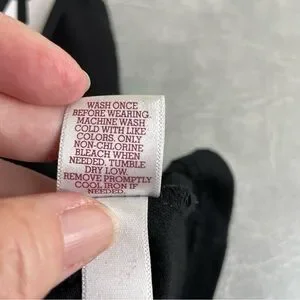 WASH ONCE
BEFORE WEARING.
MACHINE WASH
COLD WITH LIKE
COLORS. ONLY
NON-CHLORINE
BLEACH WHEN
NEEDED. TUMBLE
DRY LOW.
REMOVE PROMPTLY
COOL IRON IF
NEEDED.